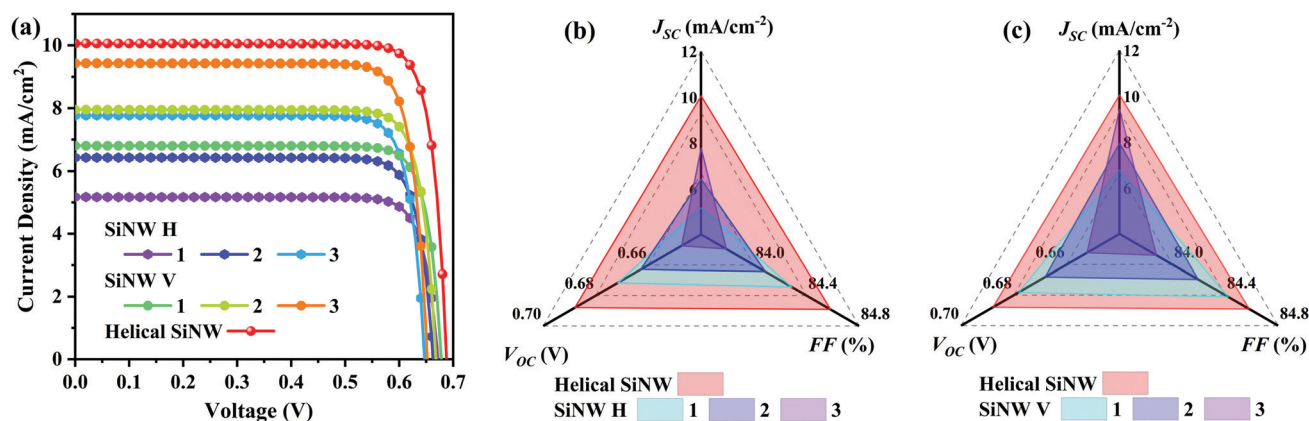 (a)
Current Density (mA/cm²)
10
8
6
4
2
0
0.0 0.1 0.2 0.3 0.4 0.5 0.6 0.7
Voltage (V)
SiNW H
1 2 3
SiNW V
1 2 3
Helical SiNW
(b)
J_SC (mA/cm⁻²)
12
10
8
6
0.66 84.0
0.68 84.4
0.70 84.8
V_OC (V) FF (%)
Helical SiNW
SiNW H 1 2 3
(c)
J_SC (mA/cm⁻²)
12
10
8
6
0.66 84.0
0.68 84.4
0.70 84.8
V_OC (V) FF (%)
Helical SiNW
SiNW V 1 2 3